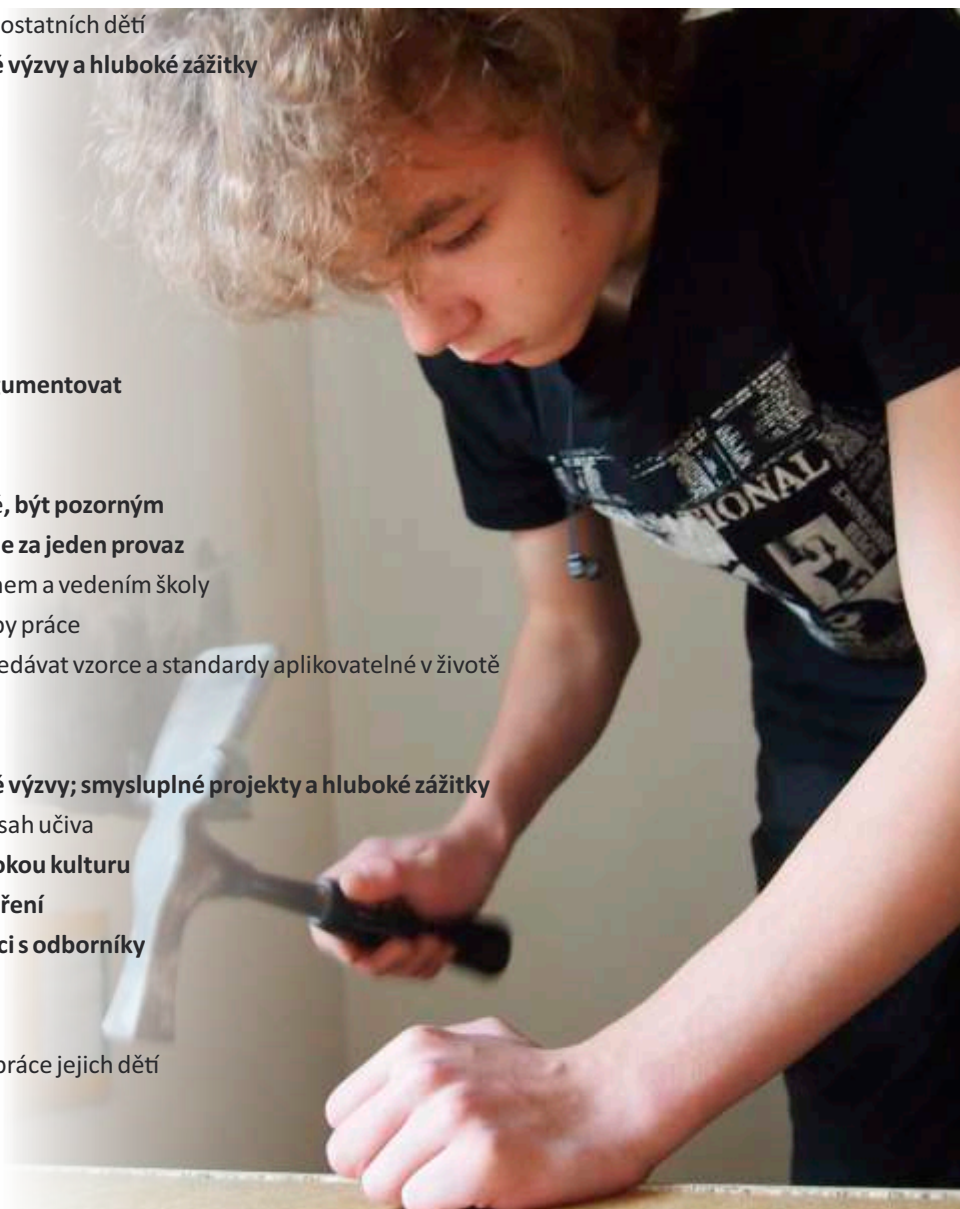 ostatních dětí
výzvy a hluboké zážitky
umentovat
být pozorným
e za jeden provaz
nem a vedením školy
by práce
edávat vzorce a standardy aplikovatelné v životě
výzvy; smysluplné projekty a hluboké zážitky
sah učiva
okou kulturu
ření
ci s odborníky
práce jejich dětí
IONAL